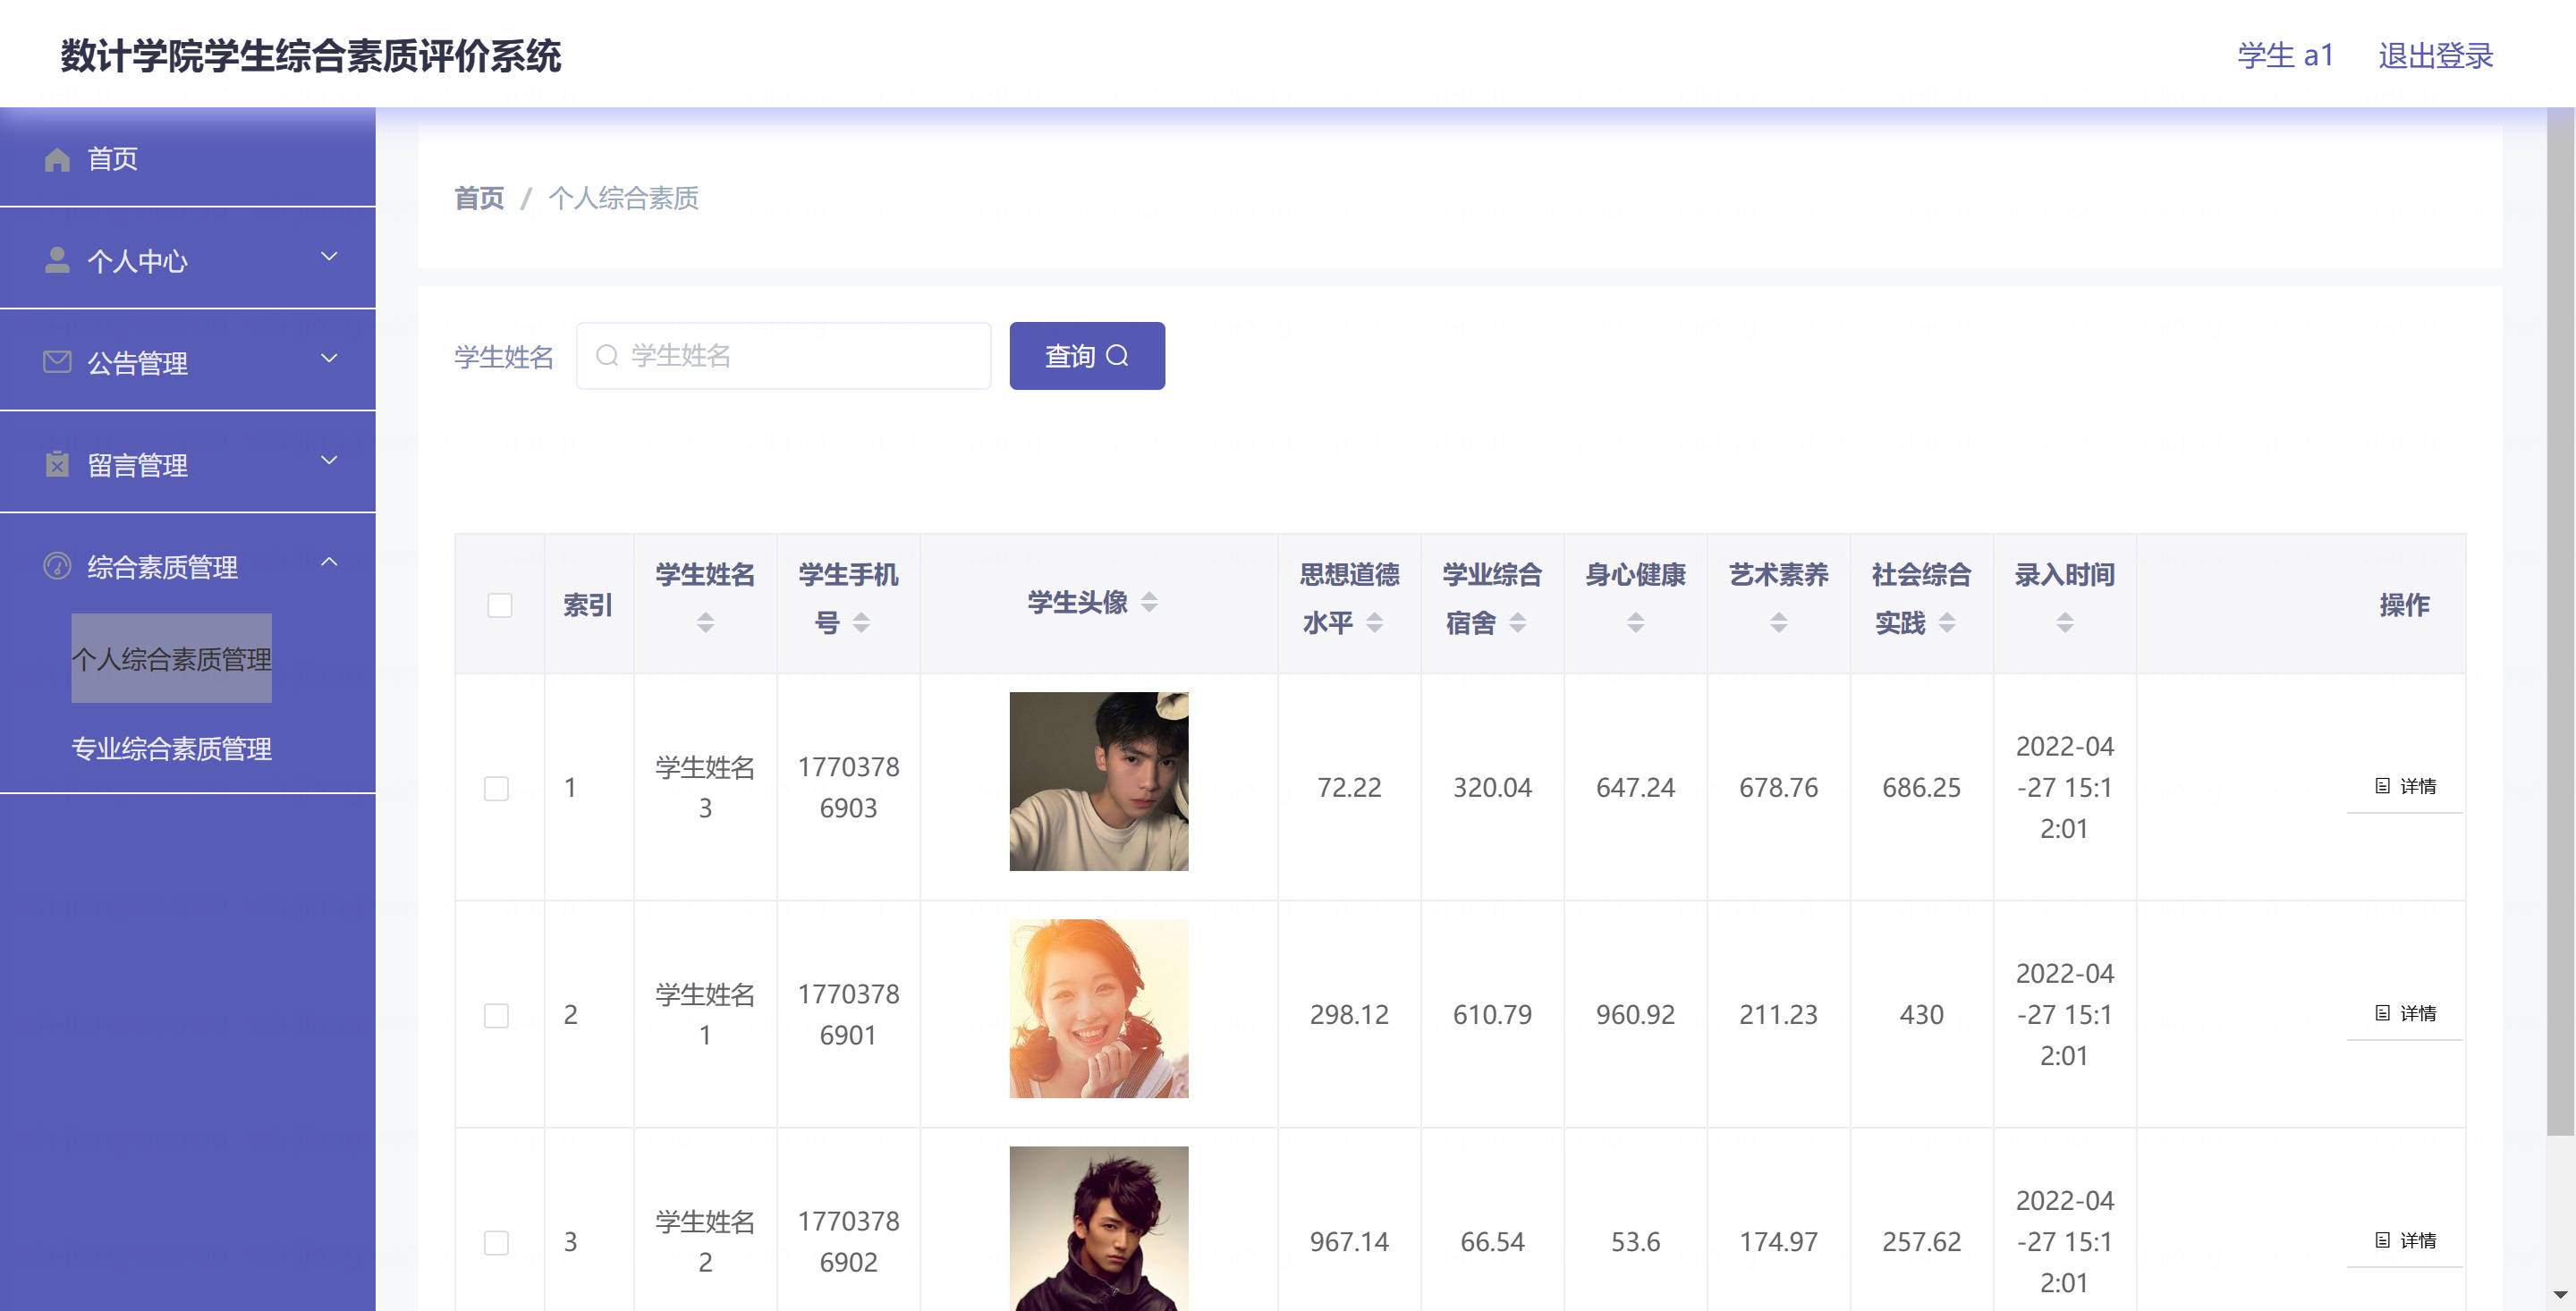 数计学院学生综合素质评价系统
学生 a1 退出登录
首页
个人中心
公告管理
留言管理
综合素质管理
个人综合素质管理
专业综合素质管理
首页 / 个人综合素质
学生姓名 学生姓名 查询
索引 学生姓名 学生手机号 学生头像 思想道德水平 学业综合宿舍 身心健康 艺术素养 社会综合实践 录入时间 操作
1 学生姓名3 17703786903 72.22 320.04 647.24 678.76 686.25 2022-04-27 15:12:01 详情
2 学生姓名1 17703786901 298.12 610.79 960.92 211.23 430 2022-04-27 15:12:01 详情
3 学生姓名2 17703786902 967.14 66.54 53.6 174.97 257.62 2022-04-27 15:12:01 详情